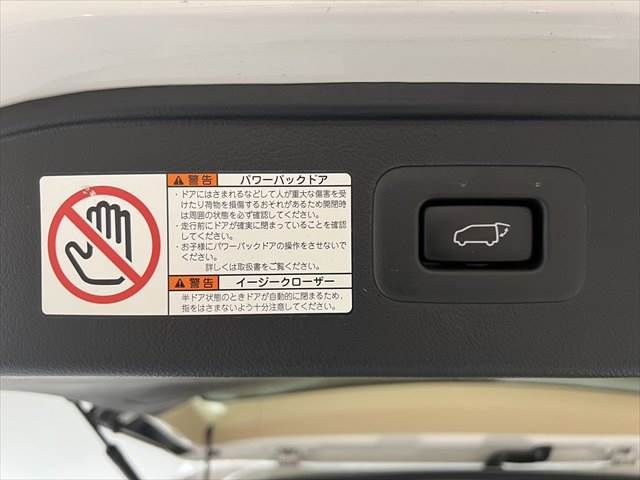 ⚠警告 パワーバックドア
・ドアにはさまれるなどして人が重大な傷害を受
けたり荷物を損傷するおそれがあるため開閉時
は周囲の状態を必ず確認してください。
・走行前にドアが確実に閉まっていることを確認
してください。
・お子様にパワーバックドアの操作をさせないで
ください。
詳しくは取扱書をご覧ください。
⚠警告 イージークローザー
半ドア状態のときドアが自動的に閉まるため,
指をはさまないよう十分注意してください。